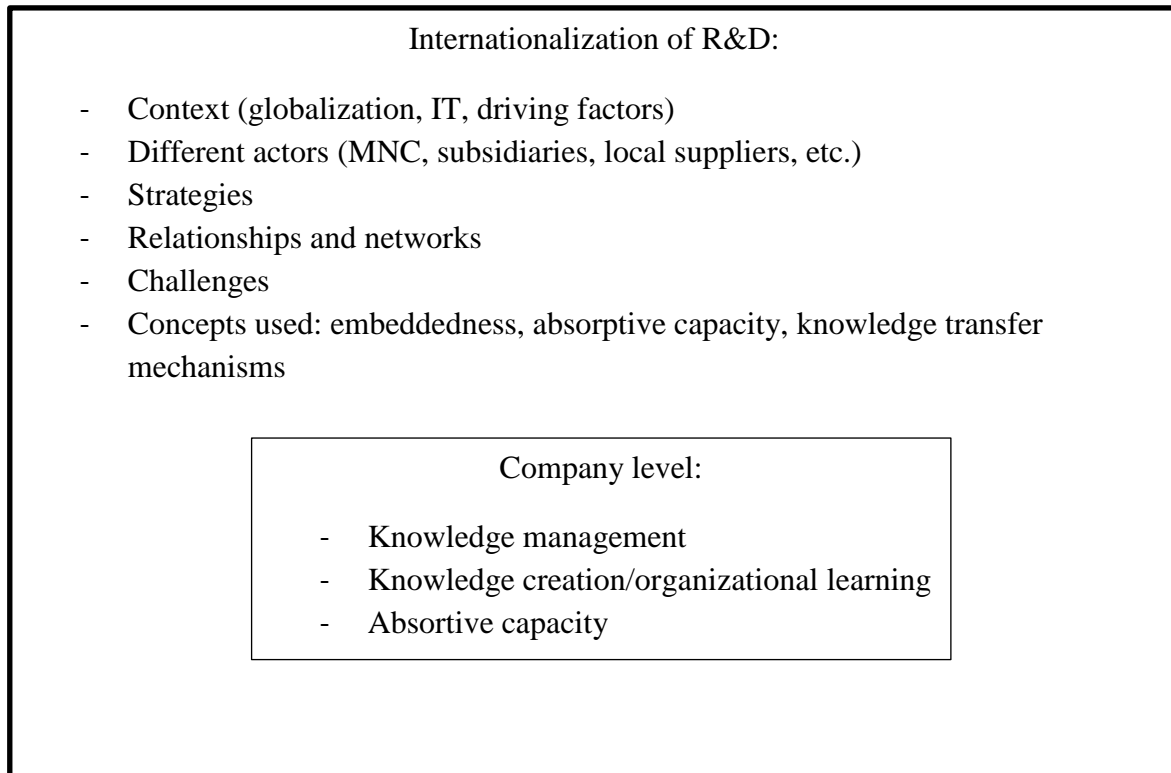 Internationalization of R&D:
- Context (globalization, IT, driving factors)
- Different actors (MNC, subsidiaries, local suppliers, etc.)
- Strategies
- Relationships and networks
- Challenges
- Concepts used: embeddedness, absorptive capacity, knowledge transfer
mechanisms
Company level:
- Knowledge management
- Knowledge creation/organizational learning
- Absortive capacity